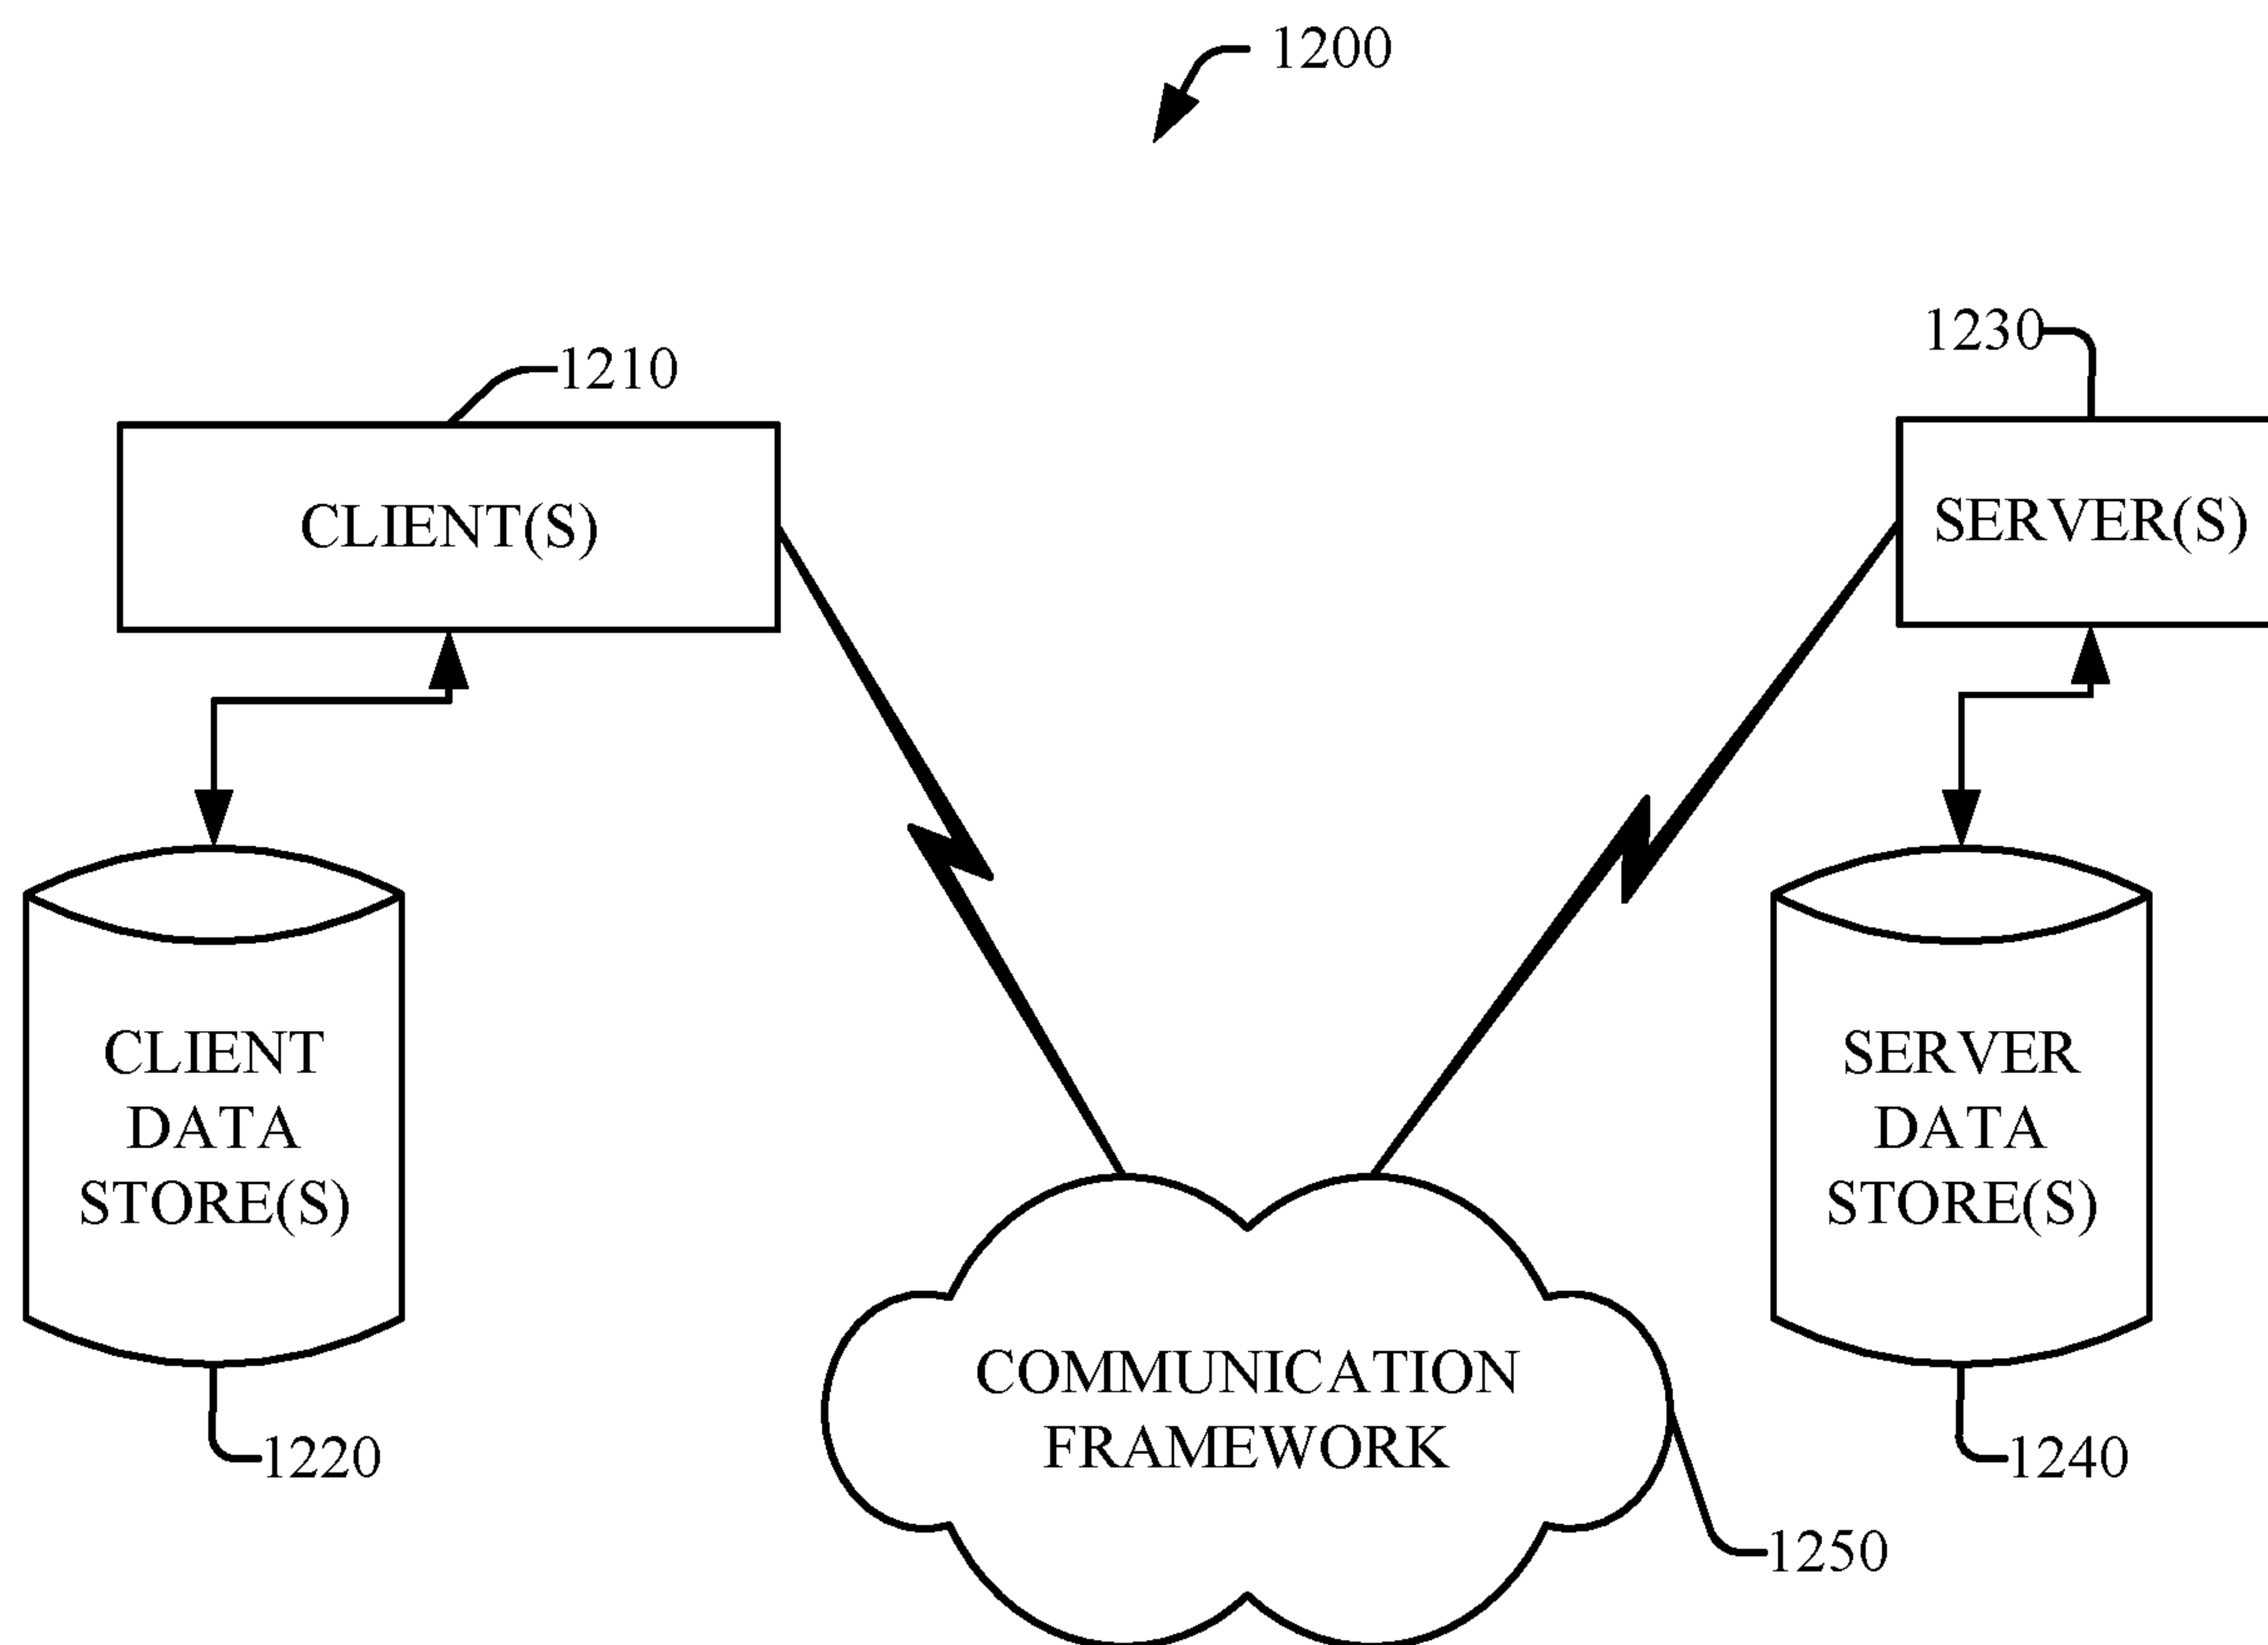 1200
1210
CLIENT(S)
1230
SERVER(S)
CLIENT
DATA
STORE(S)
1220
SERVER
DATA
STORE(S)
1240
COMMUNICATION
FRAMEWORK
1250